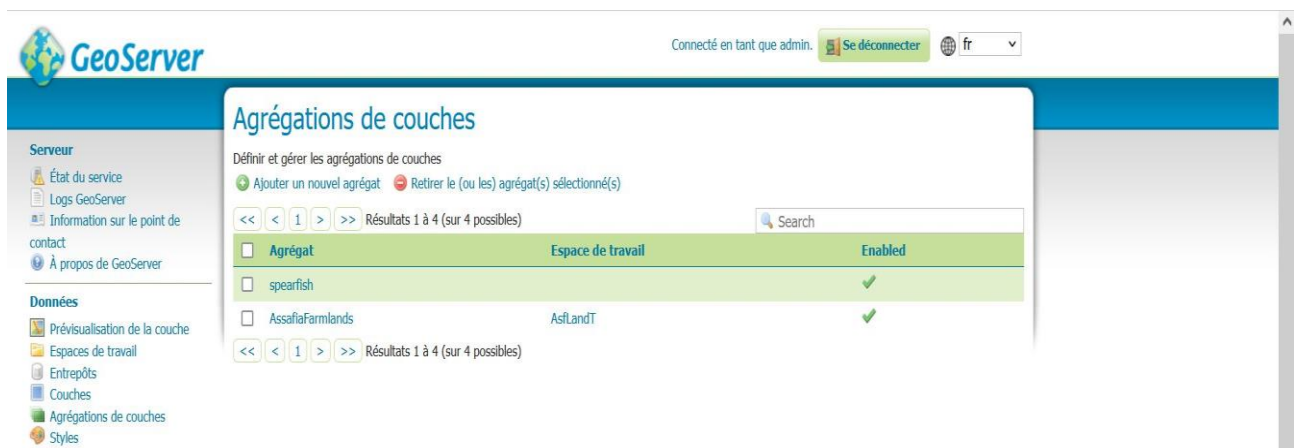 GeoServer
Connecté en tant que admin.
Se déconnecter
fr
Serveur
État du service
Logs GeoServer
Information sur le point de
contact
À propos de GeoServer
Données
Prévisualisation de la couche
Espaces de travail
Entrepôts
Couches
Agrégations de couches
Styles
Agrégations de couches
Définir et gérer les agrégations de couches
Ajouter un nouvel agrégat Retirer le (ou les) agrégat(s) sélectionné(s)
<< < 1 > >> Résultats 1 à 4 (sur 4 possibles) Search
Agrégat Espace de travail Enabled
spearfish
AssafiaFarmlands AsfLandT
<< < 1 > >> Résultats 1 à 4 (sur 4 possibles)